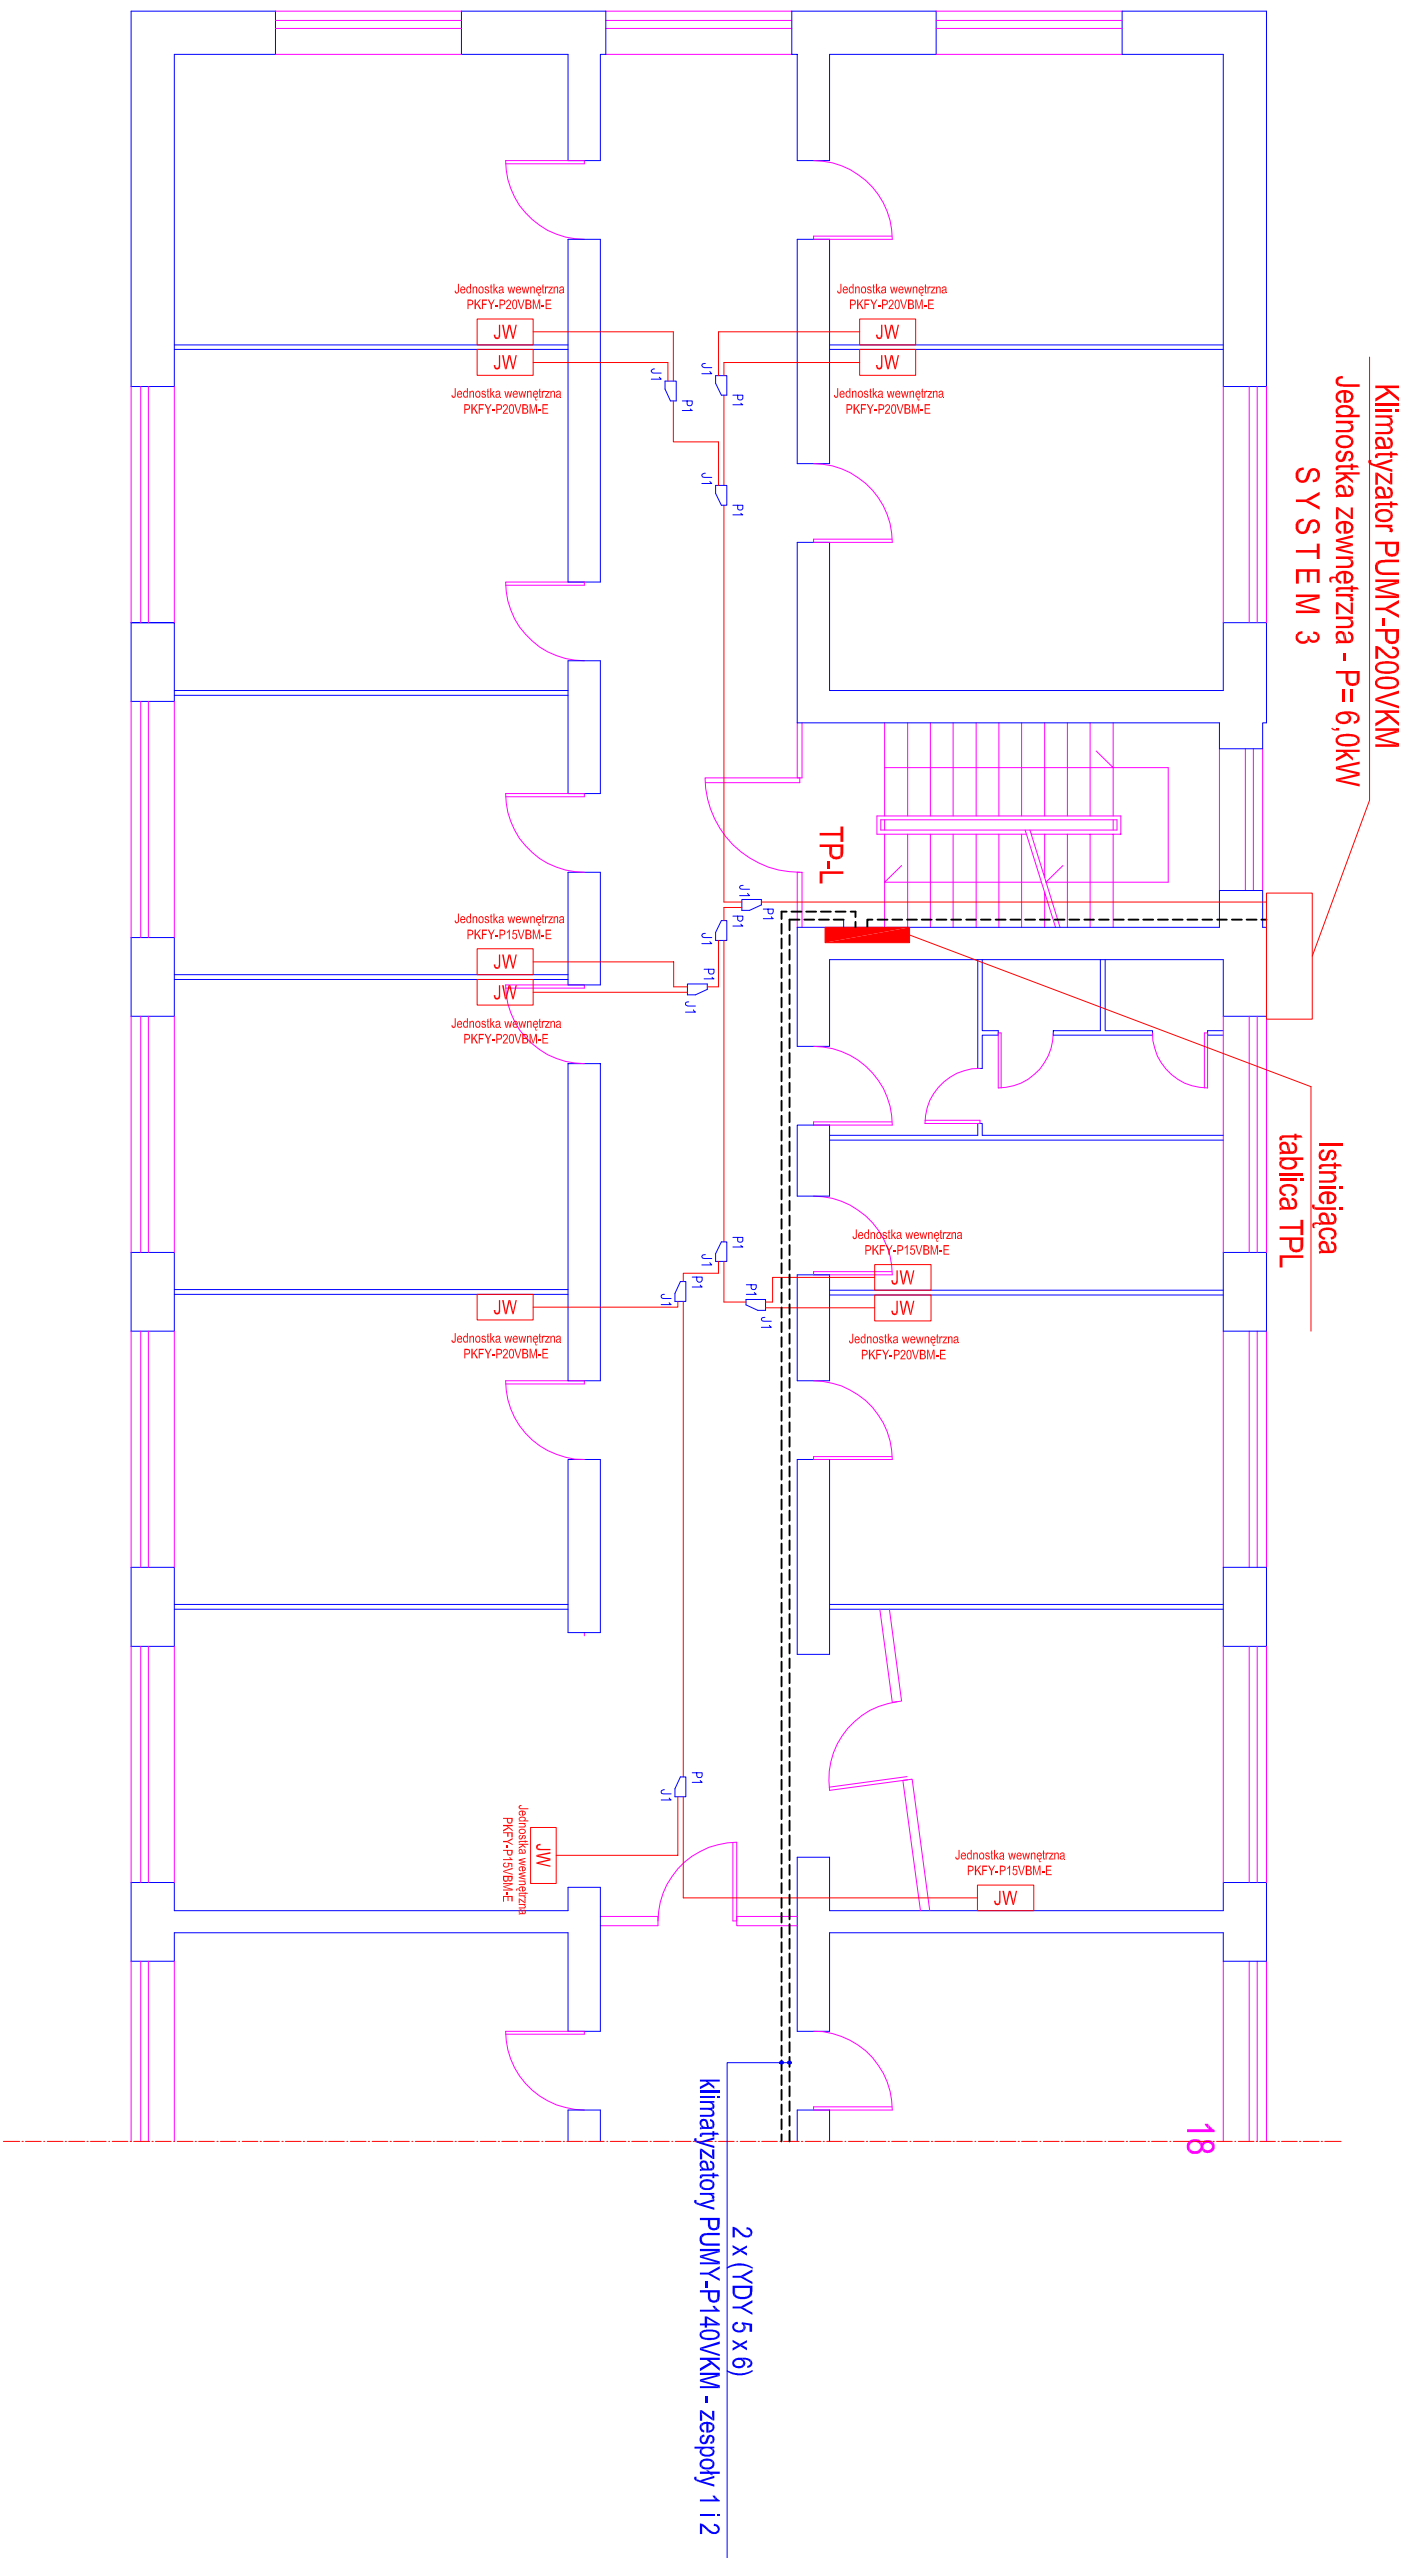 Klimatyzator PUMY-P200VKM
Jednostka zewnętrzna - P= 6,0kW
S Y S T E M 3
Jednostka wewnętrzna
PKFY-P20VBM-E
JW
JW
Jednostka wewnętrzna
PKFY-P20VBM-E
Jednostka wewnętrzna
PKFY-P20VBM-E
JW
JW
Jednostka wewnętrzna
PKFY-P20VBM-E
J1
P1
J1
P1
J1
P1
TP-L
J1
P1
P1
J1
P1
J1
Jednostka wewnętrzna
PKFY-P15VBM-E
JW
JW
Jednostka wewnętrzna
PKFY-P20VBM-E
Istniejąca
tablica TPL
P1
J1
P1
J1
P1
J1
Jednostka wewnętrzna
PKFY-P15VBM-E
JW
JW
Jednostka wewnętrzna
PKFY-P20VBM-E
JW
Jednostka wewnętrzna
PKFY-P20VBM-E
P1
J1
Jednostka wewnętrzna
PKFY-P15VBM-E
JW
Jednostka wewnętrzna
PKFY-P15VBM-E
JW
18
2 x (YDY 5 x 6)
klimatyzatory PUMY-P140VKM - zespoły 1 i 2